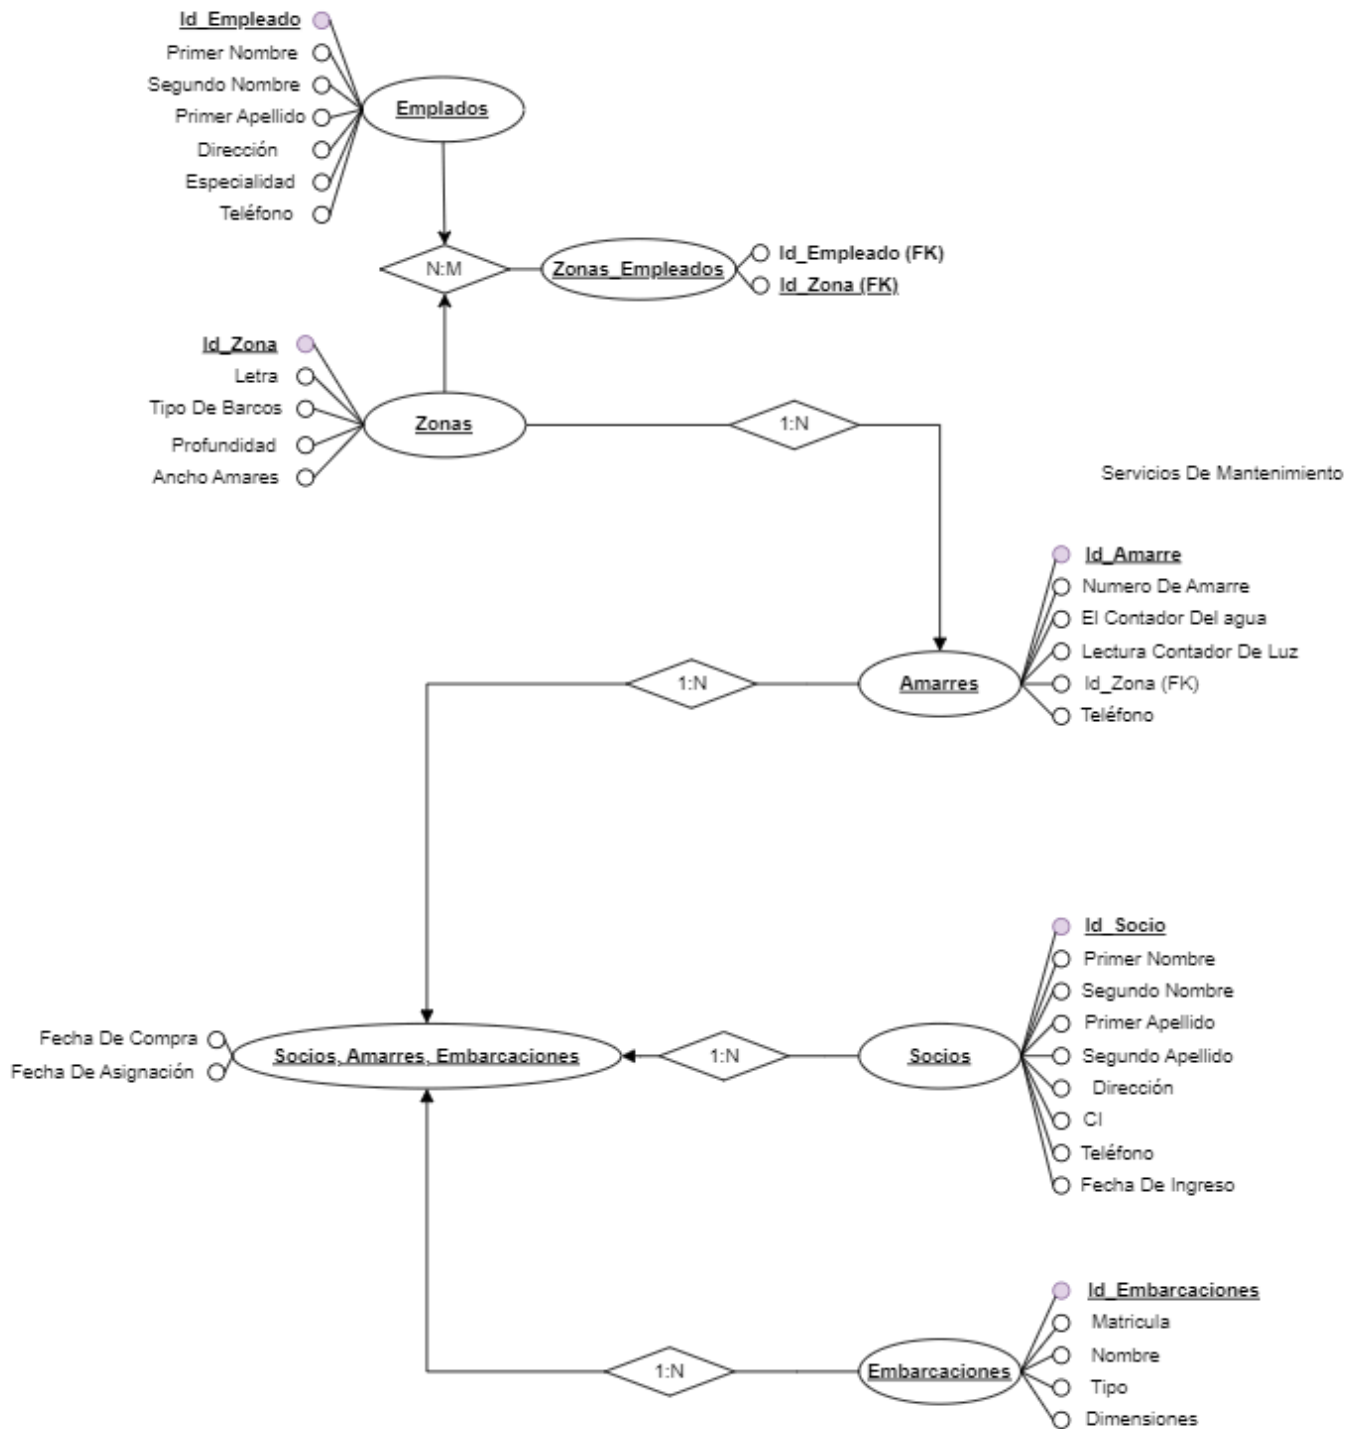 Id_Empleado
Primer Nombre
Segundo Nombre
Primer Apellido
Dirección
Especialidad
Teléfono
Emplados
N:M
Zonas_Empleados
Id_Empleado (FK)
Id_Zona (FK)
Id_Zona
Letra
Tipo De Barcos
Profundidad
Ancho Amares
Zonas
1:N
Servicios De Mantenimiento
Id_Amarre
Numero De Amarre
El Contador Del agua
Lectura Contador De Luz
Id_Zona (FK)
Teléfono
Amarres
1:N
Fecha De Compra
Fecha De Asignación
Socios, Amarres, Embarcaciones
1:N
Socios
Id_Socio
Primer Nombre
Segundo Nombre
Primer Apellido
Segundo Apellido
Dirección
CI
Teléfono
Fecha De Ingreso
1:N
Embarcaciones
Id_Embarcaciones
Matricula
Nombre
Tipo
Dimensiones